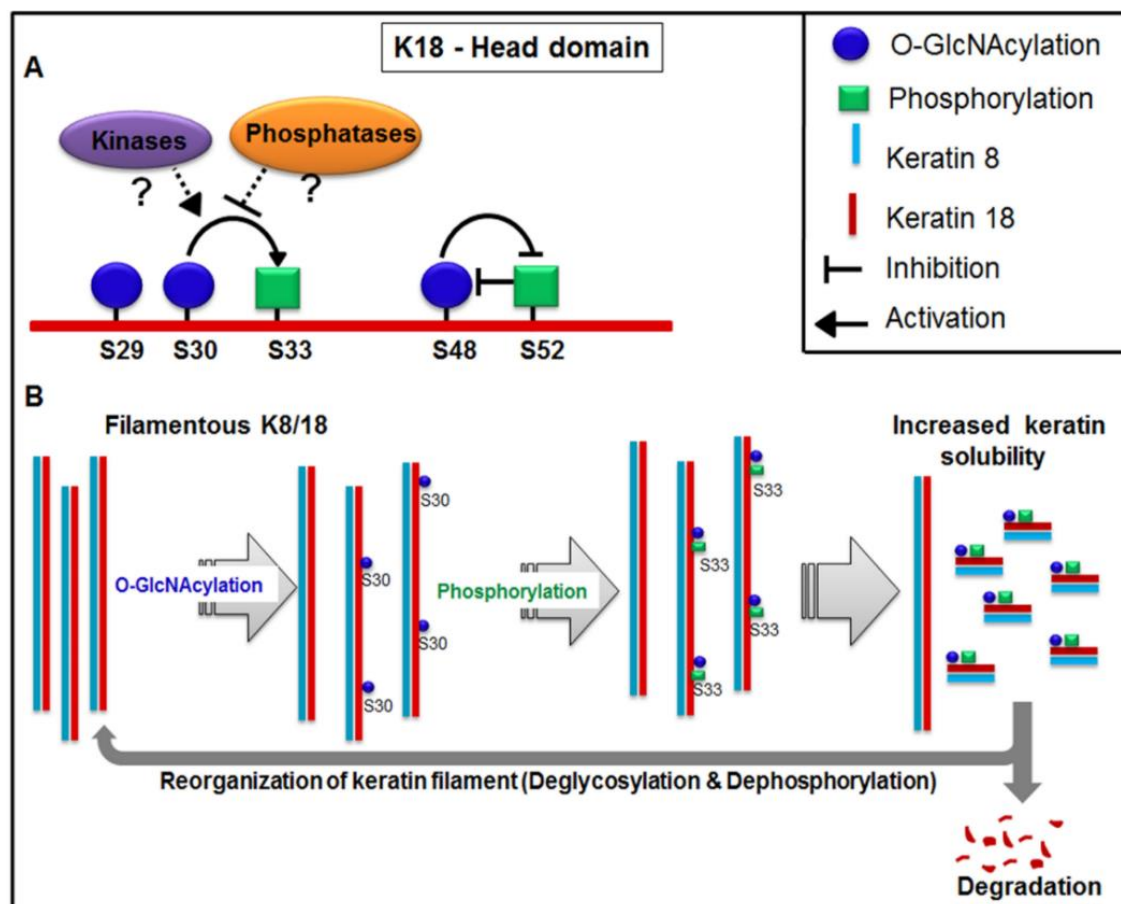 K18 - Head domain
A
Kinases
Phosphatases
?
?
S29
S30
S33
S48
S52
O-GlcNAcylation
Phosphorylation
Keratin 8
Keratin 18
Inhibition
Activation
B
Filamentous K8/18
Increased keratin
solubility
O-GlcNAcylation
S30
S30
S30
S30
Phosphorylation
S33
S33
S33
S33
Reorganization of keratin filament (Deglycosylation & Dephosphorylation)
Degradation